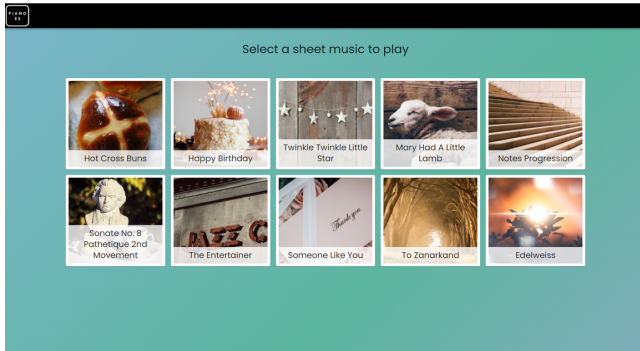 PIANO
ES
Select a sheet music to play
Hot Cross Buns
Happy Birthday
Twinkle Twinkle Little
Star
Mary Had A Little
Lamb
Notes Progression
Sonate No. 8
Pathetique 2nd
Movement
The Entertainer
Someone Like You
Thank you
To Zanarkand
Edelweiss